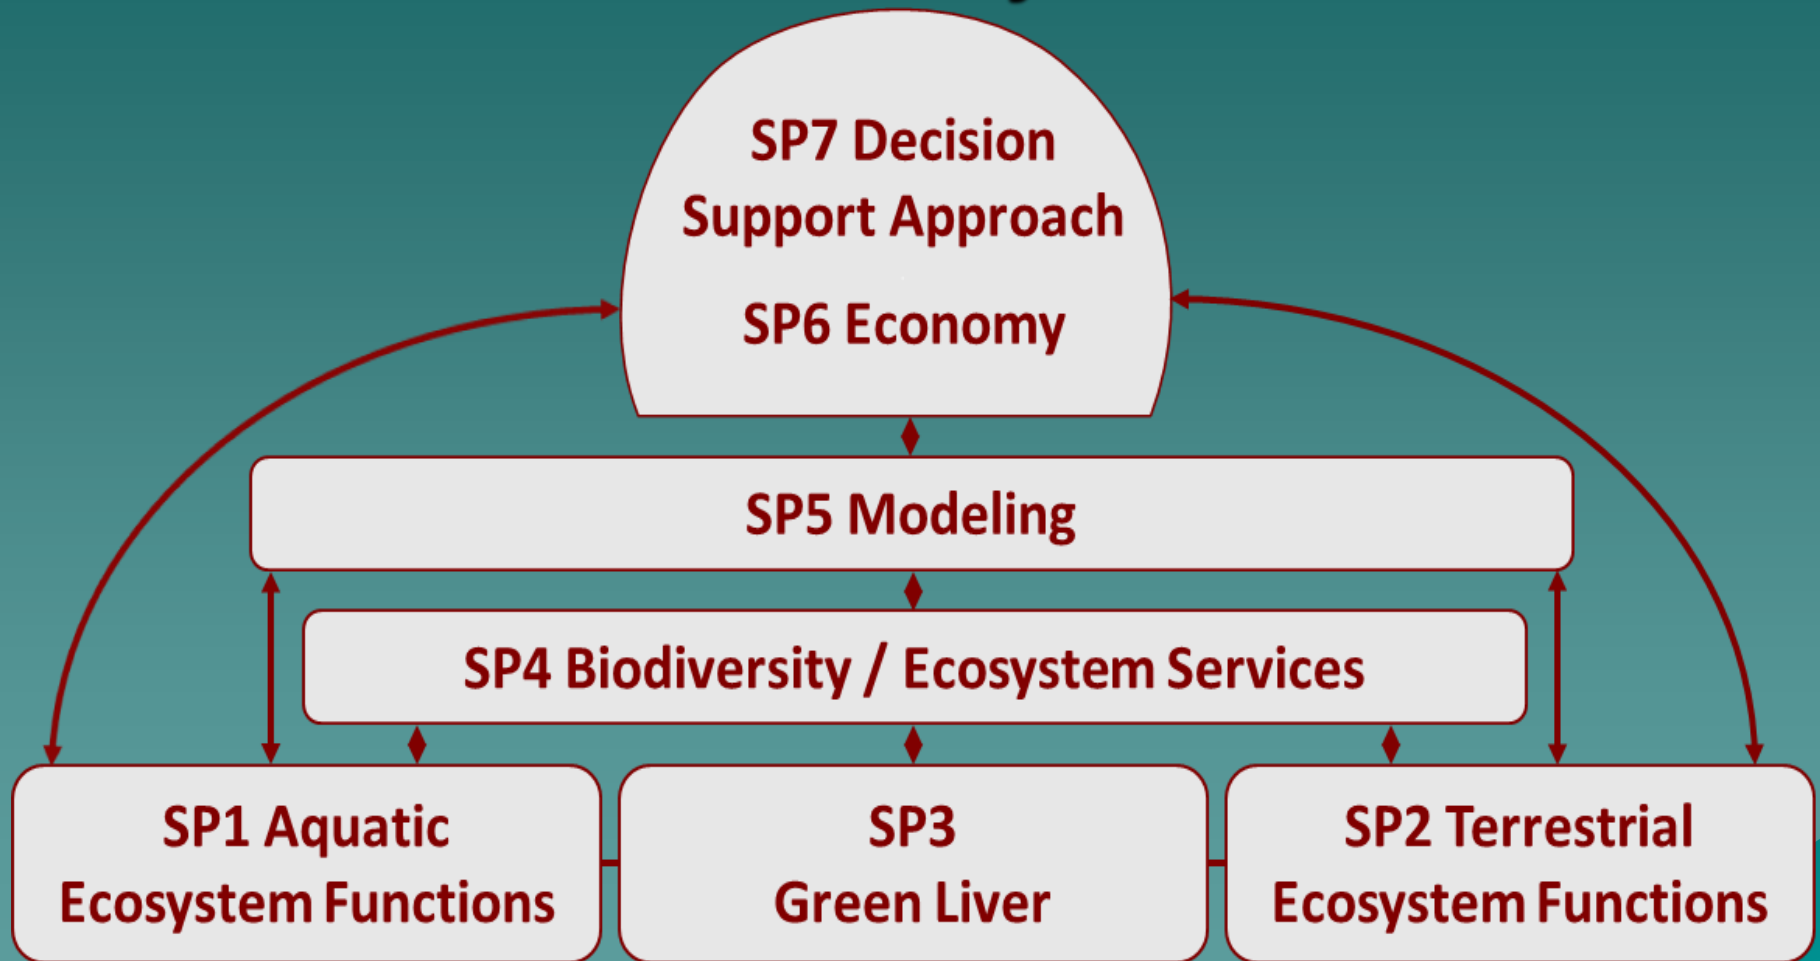 SP7 Decision
Support Approach
SP6 Economy
SP5 Modeling
SP4 Biodiversity / Ecosystem Services
SP1 Aquatic
Ecosystem Functions
SP3
Green Liver
SP2 Terrestrial
Ecosystem Functions